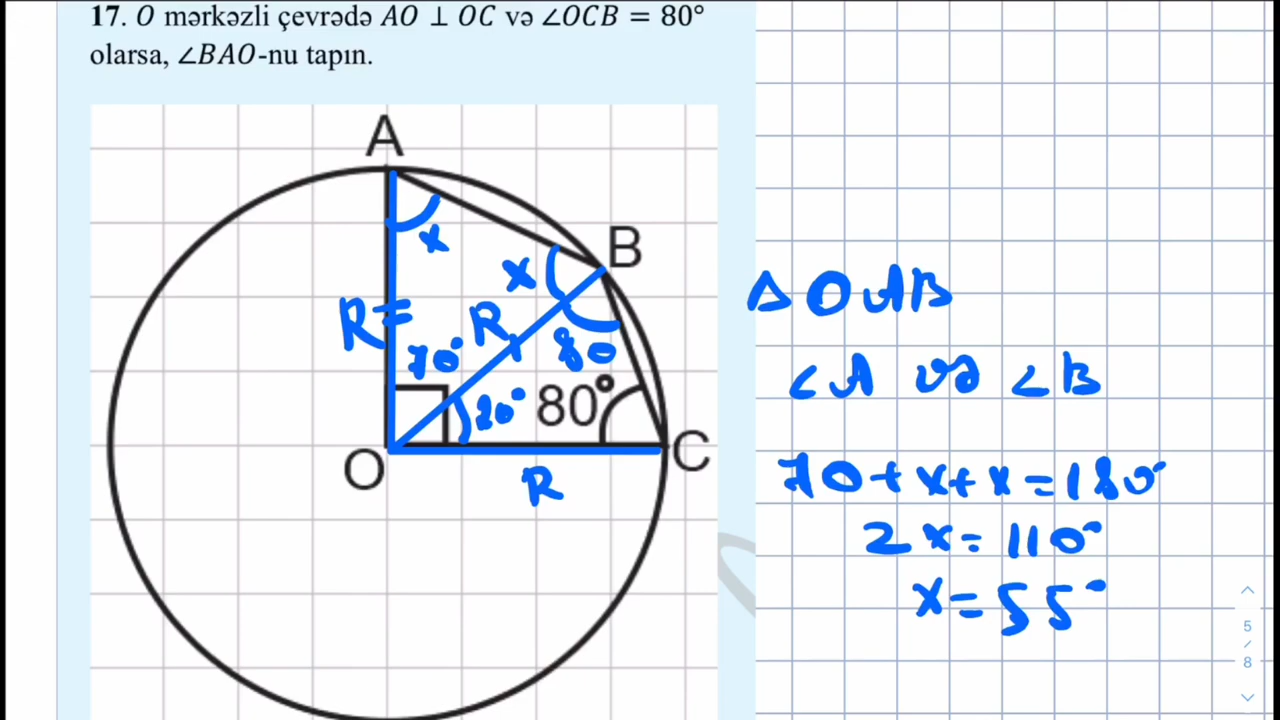 17. O mərkəzli çevrədə AO ⊥ OC və ∠OCB = 80°
olarsa, ∠BAO-nu tapın.
A
x
B
x
R
R
70°
80
20°
80°
O
C
R
△OAB
∠A və ∠B
70+x+x=180°
2x=110°
x=55°
5
/
8